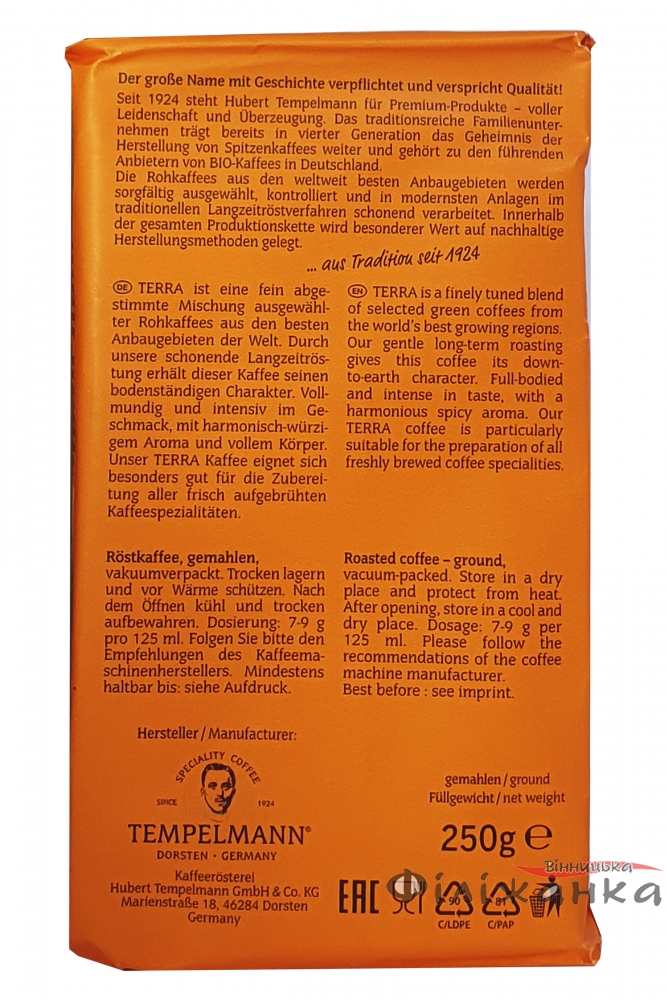 Der große Name mit Geschichte verpflichtet und verspricht Qualität!
Seit 1924 steht Hubert Tempelmann für Premium-Produkte – voller
Leidenschaft und Überzeugung. Das traditionsreiche Familienunter-
nehmen trägt bereits in vierter Generation das Geheimnis der
Herstellung von Spitzenkaffees weiter und gehört zu den führenden
Anbietern von BIO-Kaffees in Deutschland.
Die Rohkaffees aus den weltweit besten Anbaugebieten werden
sorgfältig ausgewählt, kontrolliert und in modernsten Anlagen im
traditionellen Langzeitröstverfahren schonend verarbeitet. Innerhalb
der gesamten Produktionskette wird besonderer Wert auf nachhaltige
Herstellungsmethoden gelegt.
... aus Tradition seit 1924
DE TERRA ist eine fein abge-
stimmte Mischung ausgewähl-
ter Rohkaffees aus den besten
Anbaugebieten der Welt. Durch
unsere schonende Langzeitrös-
tung erhält dieser Kaffee seinen
bodenständigen Charakter. Voll-
mundig und intensiv im Ge-
schmack, mit harmonisch-würzi-
gem Aroma und vollem Körper.
Unser TERRA Kaffee eignet sich
besonders gut für die Zuberei-
tung aller frisch aufgebrühten
Kaffeespezialitäten.
EN TERRA is a finely tuned blend
of selected green coffees from
the world's best growing regions.
Our gentle long-term roasting
gives this coffee its down-
to-earth character. Full-bodied
and intense in taste, with a
harmonious spicy aroma. Our
TERRA coffee is particularly
suitable for the preparation of all
freshly brewed coffee specialities.
Röstkaffee, gemahlen,
vakuumverpackt. Trocken lagern
und vor Wärme schützen. Nach
dem Öffnen kühl und trocken
aufbewahren. Dosierung: 7-9 g
pro 125 ml. Folgen Sie bitte den
Empfehlungen des Kaffeema-
schinenherstellers. Mindestens
haltbar bis: siehe Aufdruck.
Roasted coffee – ground,
vacuum-packed. Store in a dry
place and protect from heat.
After opening, store in a cool and
dry place. Dosage: 7-9 g per
125 ml. Please follow the
recommendations of the coffee
machine manufacturer.
Best before : see imprint.
Hersteller / Manufacturer:
SPECIALITY COFFEE
SINCE 1924
TEMPELMANN®
DORSTEN · GERMANY
Kaffeerösterei
Hubert Tempelmann GmbH & Co. KG
Marienstraße 18, 46284 Dorsten
Germany
gemahlen / ground
Füllgewicht / net weight
250g e
Вінницька
Філіжанка
EAC
90
C/LDPE
81
C/PAP